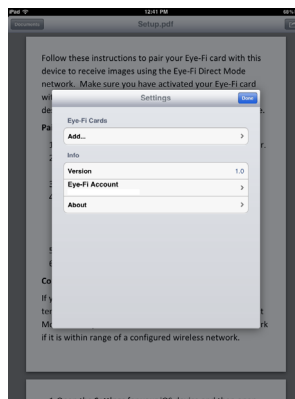 iPad 12:41 PM 88%
Documents Setup.pdf
Follow these instructions to pair your Eye-Fi card with this
device to receive images using the Eye-Fi Direct Mode
network. Make sure you have activated your Eye-Fi card
Settings Done
Eye-Fi Cards
Add...
Info
Version 1.0
Eye-Fi Account
About
if it is within range of a configured wireless network.